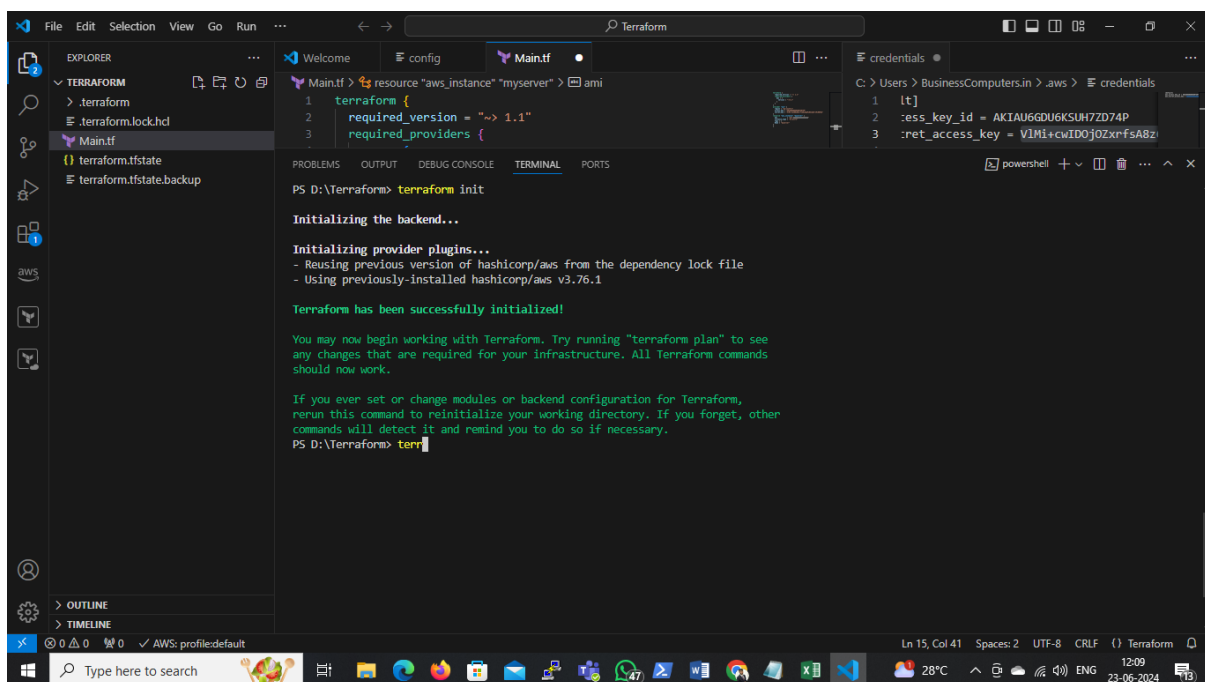 File Edit Selection View Go Run ... Terraform
EXPLORER ...
TERRAFORM
.terraform
.terraform.lock.hcl
Main.tf
terraform.tfstate
terraform.tfstate.backup
OUTLINE
TIMELINE
Welcome config Main.tf
Main.tf > resource "aws_instance" "myserver" > ami
1 terraform {
2 required_version = "~> 1.1"
3 required_providers {
credentials
C: > Users > BusinessComputers.in > .aws > credentials
1 lt]
2 :ess_key_id = AKIAU6GDU6KSUH7ZD74P
3 :ret_access_key = VlMi+cwIDOjOZxrfsA8z
PROBLEMS OUTPUT DEBUG CONSOLE TERMINAL PORTS powershell
PS D:\Terraform> terraform init
Initializing the backend...
Initializing provider plugins...
- Reusing previous version of hashicorp/aws from the dependency lock file
- Using previously-installed hashicorp/aws v3.76.1
Terraform has been successfully initialized!
You may now begin working with Terraform. Try running "terraform plan" to see
any changes that are required for your infrastructure. All Terraform commands
should now work.
If you ever set or change modules or backend configuration for Terraform,
rerun this command to reinitialize your working directory. If you forget, other
commands will detect it and remind you to do so if necessary.
PS D:\Terraform> terr
aws
2
1
0 0 0 AWS: profile:default Ln 15, Col 41 Spaces: 2 UTF-8 CRLF {} Terraform
Type here to search 47 28°C ENG 12:09
23-06-2024 13